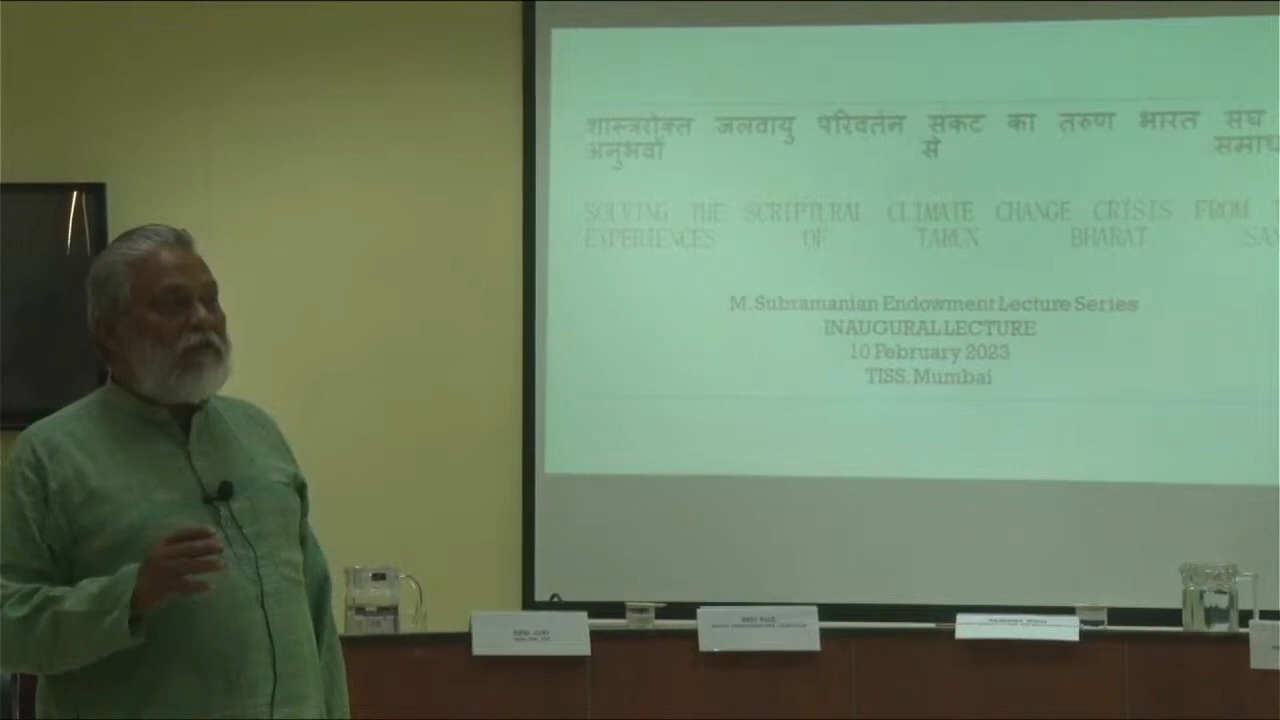 शास्त्ररोक्त जलवायु परिवर्तन संकट का तरुण भारत संघ
अनुभवों से
SOLVING THE SCRIPTURAL CLIMATE CHANGE CRISIS FROM
EXPERIENCES OF TARUN BHARAT
M. Subramanian Endowment Lecture Series
INAUGURAL LECTURE
10 February 2023
TISS, Mumbai